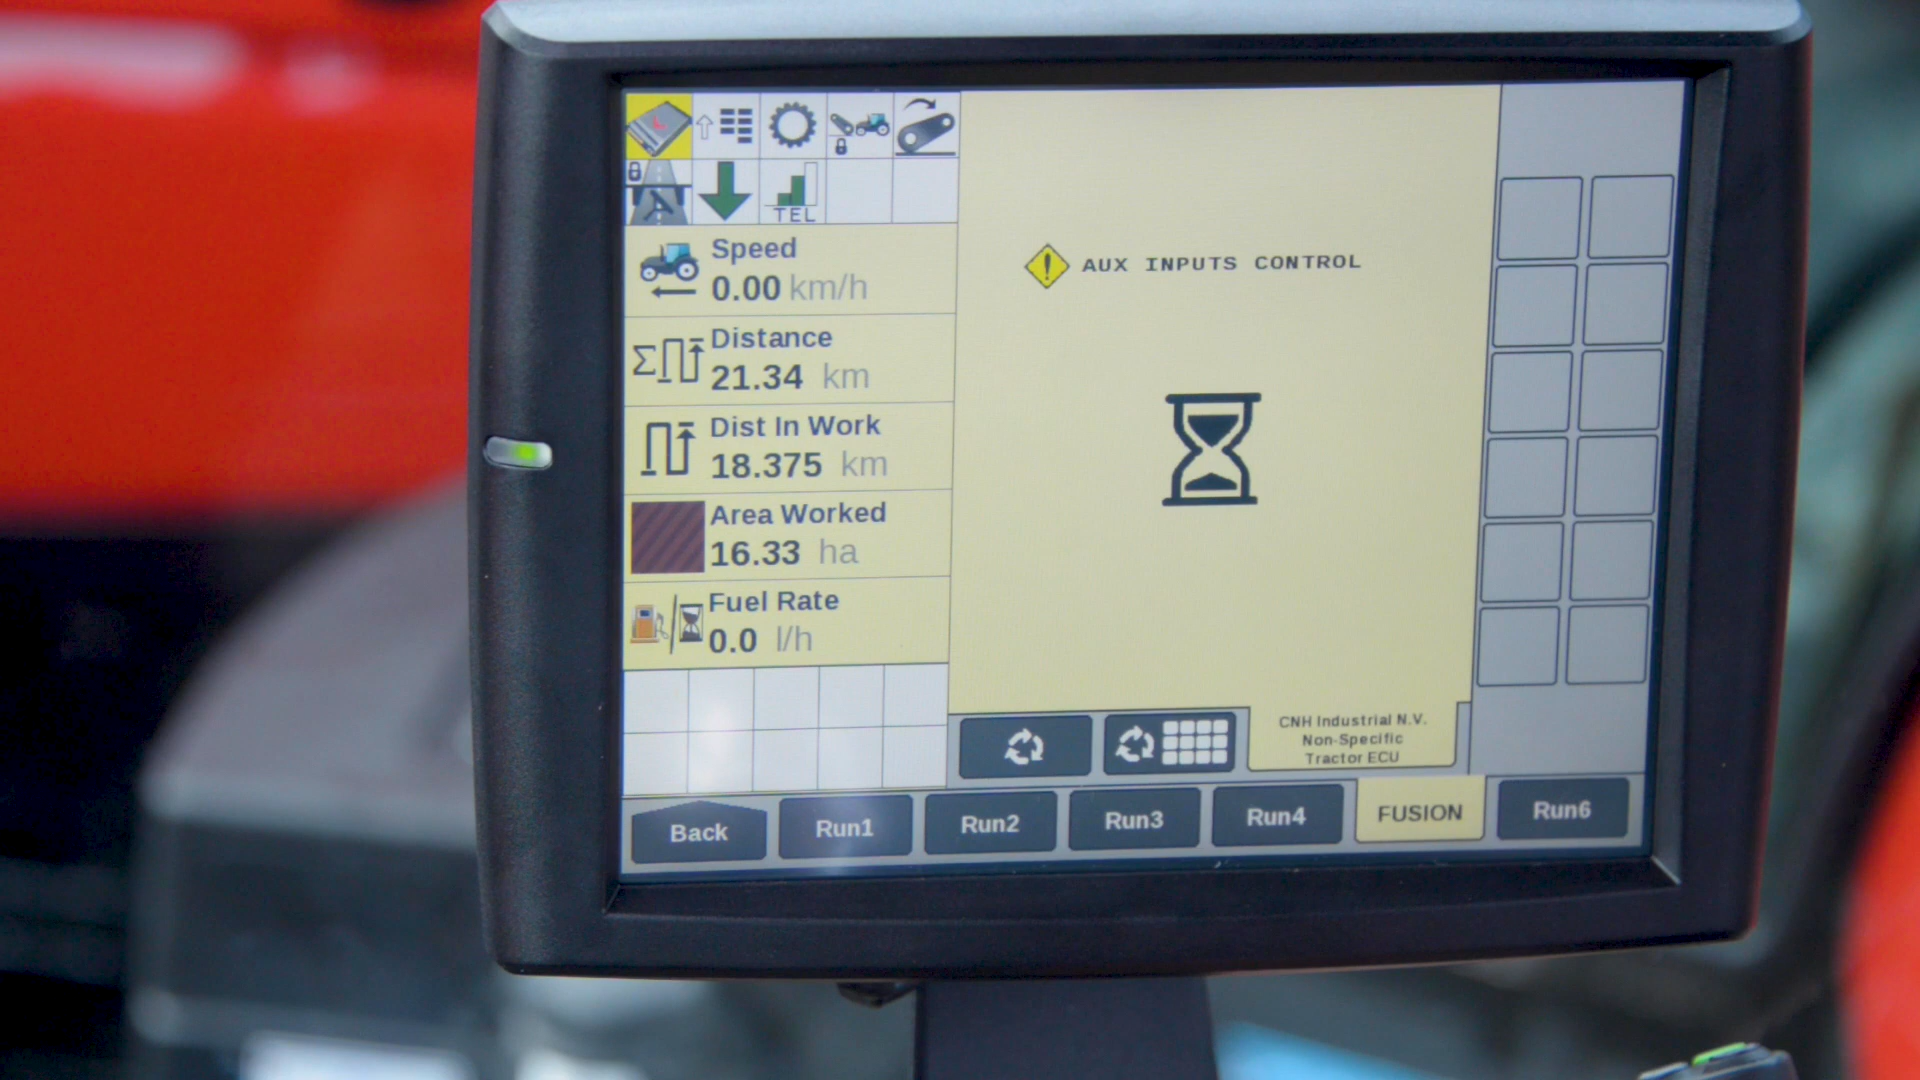 TEL
Speed
0.00 km/h
Distance
21.34 km
Dist In Work
18.375 km
Area Worked
16.33 ha
Fuel Rate
0.0 l/h
AUX INPUTS CONTROL
CNH Industrial N.V.
Non-Specific
Tractor ECU
Back
Run1
Run2
Run3
Run4
FUSION
Run6